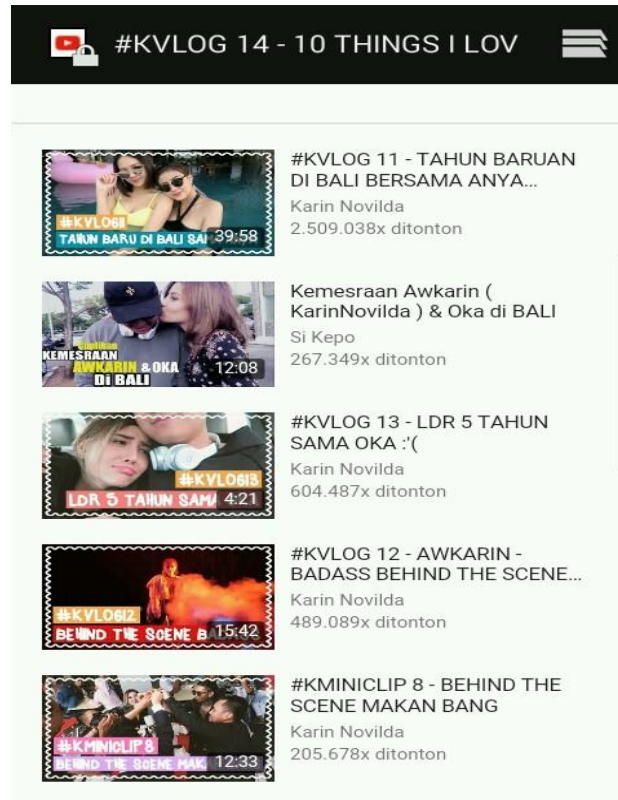 #KVLOG 14 - 10 THINGS I LOV
#KVLOG 11 - TAHUN BARUAN
DI BALI BERSAMA ANYA...
Karin Novilda
2.509.038x ditonton
#KVLOG11
TAHUN BARU DI BALI SA
39:58
Kemesraan Awkarin (
KarinNovilda ) & Oka di BALI
Si Kepo
267.349x ditonton
Cuplikan
KEMESRAAN
AWKARIN & OKA
Di BALI
12:08
#KVLOG 13 - LDR 5 TAHUN
SAMA OKA :'(
Karin Novilda
604.487x ditonton
#KVLOG13
LDR 5 TAHUN SAMA
4:21
#KVLOG 12 - AWKARIN -
BADASS BEHIND THE SCENE...
Karin Novilda
489.089x ditonton
#KVLOG12
BEHIND THE SCENE B
15:42
#KMINICLIP 8 - BEHIND THE
SCENE MAKAN BANG
Karin Novilda
205.678x ditonton
#KMINICLIP8
BEHIND THE SCENE MAK
12:33